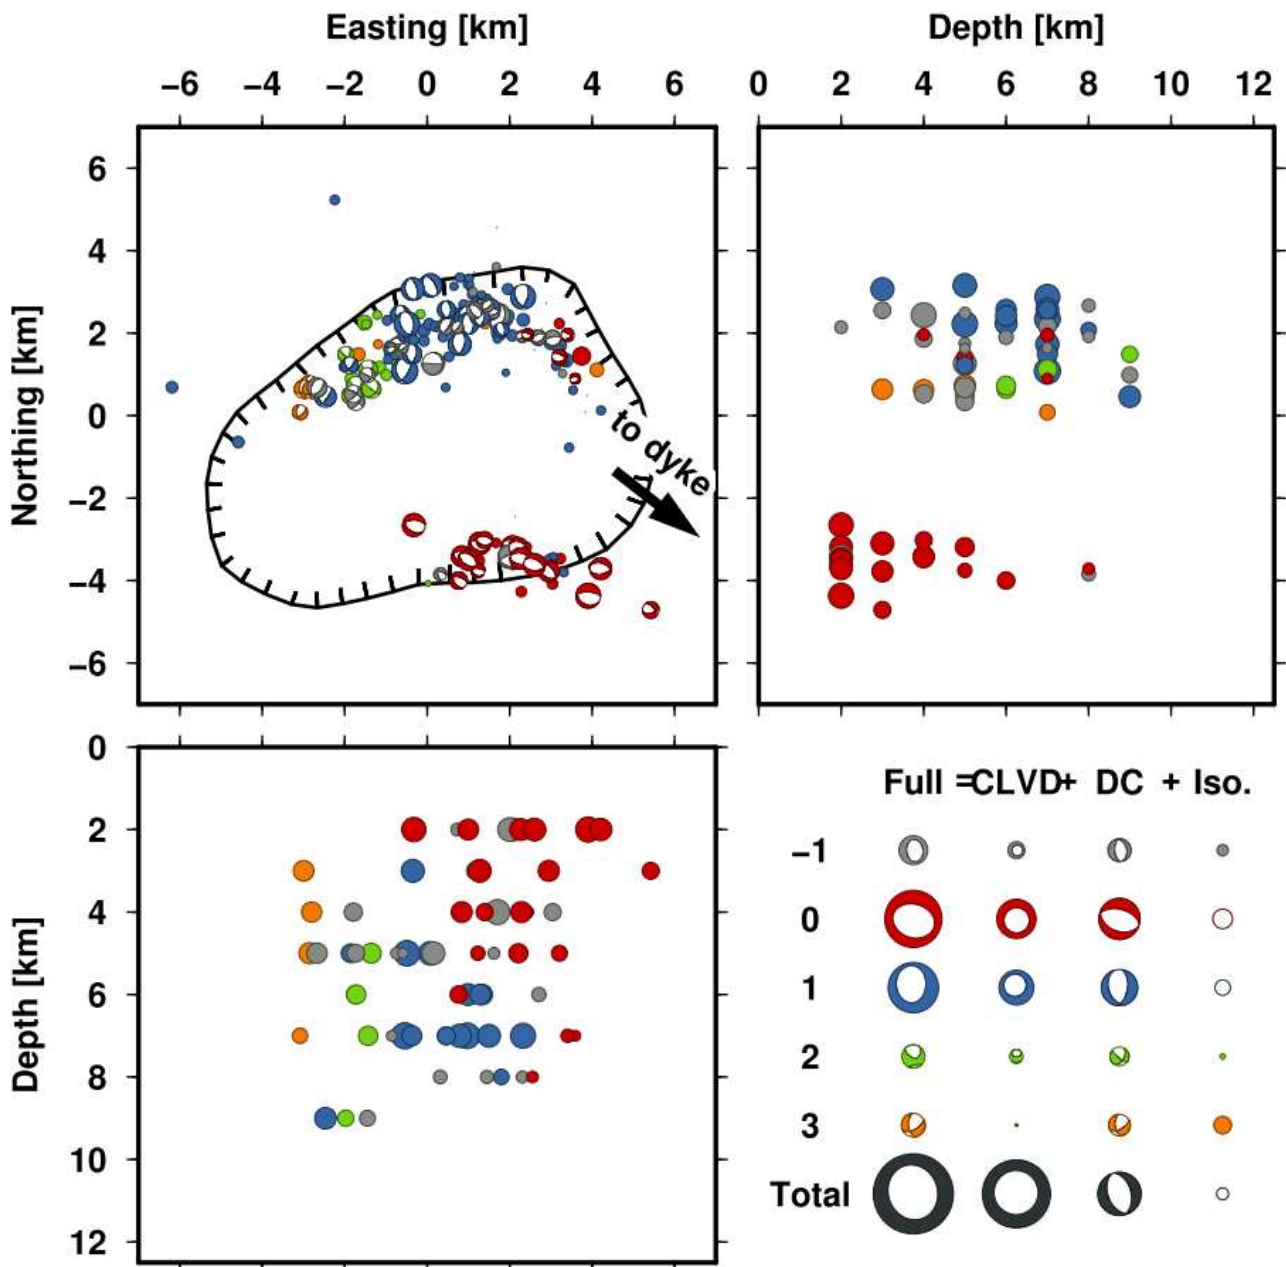 Easting [km]
Depth [km]
−6 −4 −2 0 2 4 6
0 2 4 6 8 10 12
6
4
2
0
−2
−4
−6
Northing [km]
to dyke
0
2
4
6
8
10
12
Depth [km]
Full =CLVD+ DC + Iso.
−1
0
1
2
3
Total